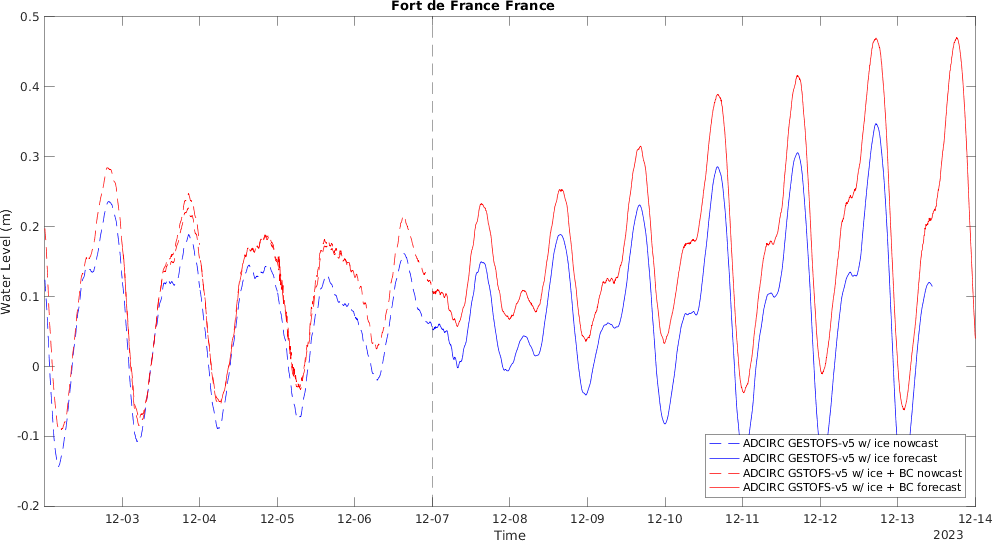 Fort de France France
0.5
0.4
0.3
0.2
0.1
0
-0.1
-0.2
Water Level (m)
12-03 12-04 12-05 12-06 12-07 12-08 12-09 12-10 12-11 12-12 12-13 12-14
Time
2023
ADCIRC GESTOFS-v5 w/ ice nowcast
ADCIRC GESTOFS-v5 w/ ice forecast
ADCIRC GSTOFS-v5 w/ ice + BC nowcast
ADCIRC GSTOFS-v5 w/ ice + BC forecast